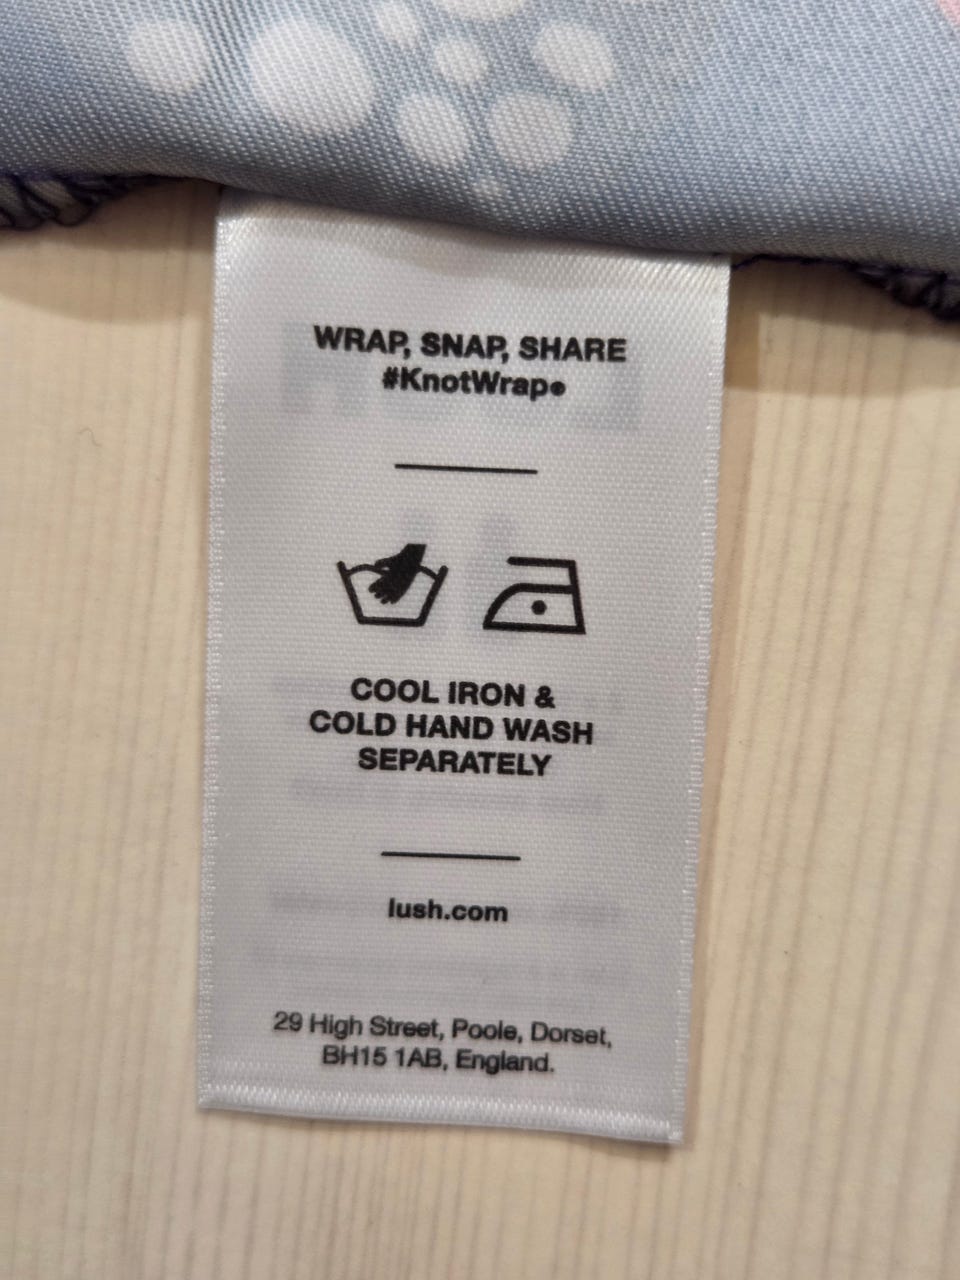 WRAP, SNAP, SHARE
#KnotWrap●
COOL IRON &
COLD HAND WASH
SEPARATELY
lush.com
29 High Street, Poole, Dorset,
BH15 1AB, England.